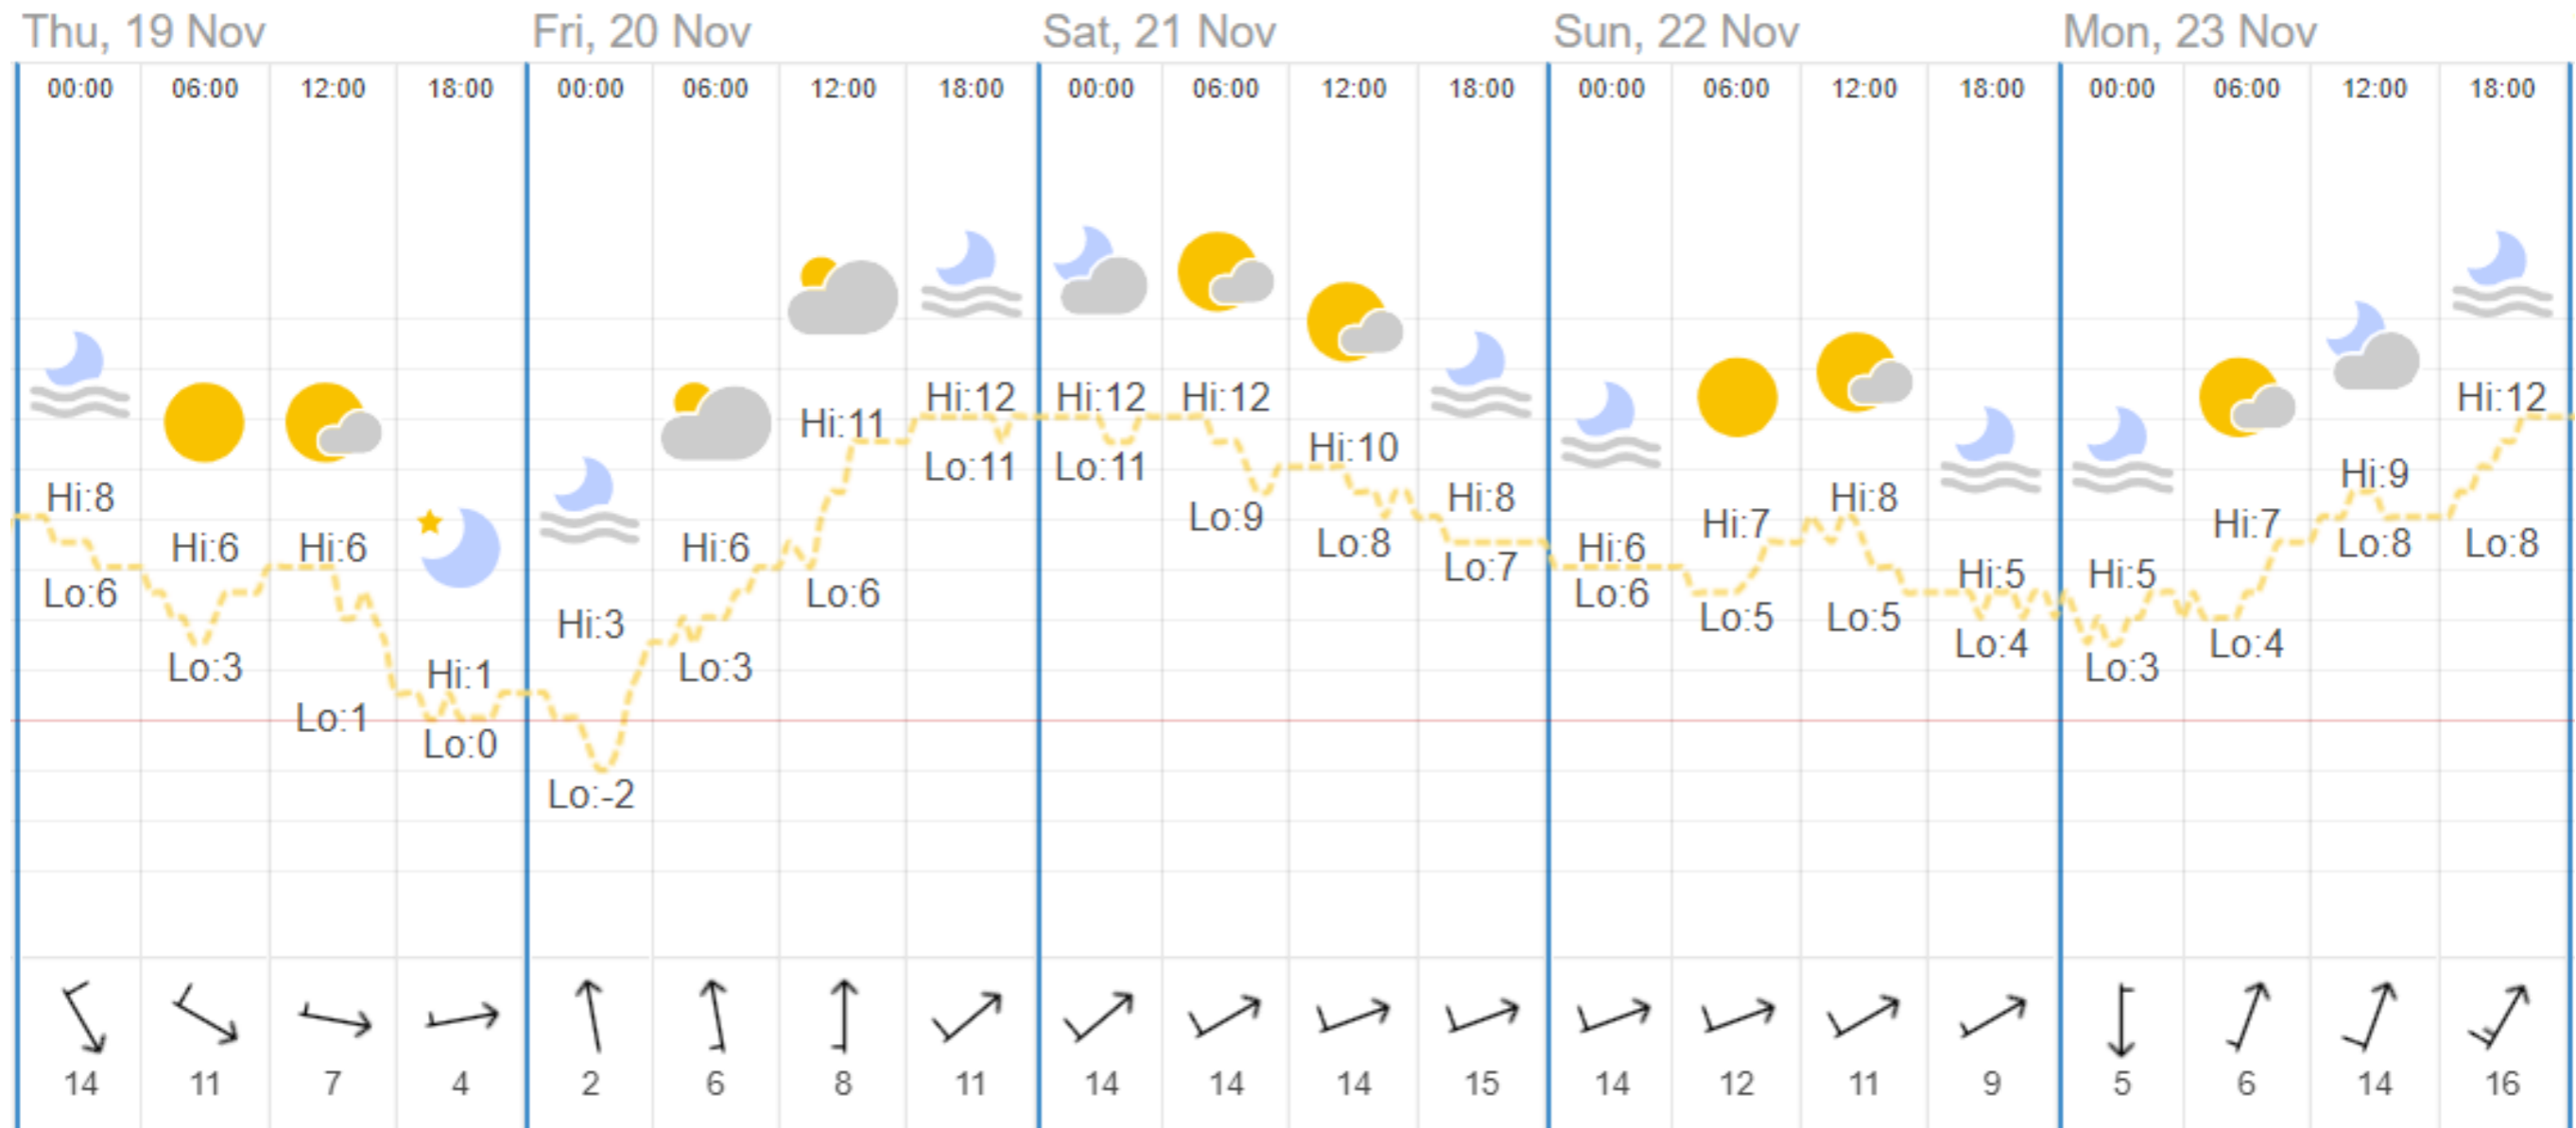 Thu, 19 Nov Fri, 20 Nov Sat, 21 Nov Sun, 22 Nov Mon, 23 Nov
00:00 06:00 12:00 18:00 00:00 06:00 12:00 18:00 00:00 06:00 12:00 18:00 00:00 06:00 12:00 18:00 00:00 06:00 12:00 18:00
Hi:8 Hi:6 Hi:6 Hi:1 Hi:3 Hi:6 Hi:11 Hi:12 Hi:12 Hi:12 Hi:10 Hi:8 Hi:6 Hi:7 Hi:8 Hi:5 Hi:5 Hi:7 Hi:9 Hi:12
Lo:6 Lo:3 Lo:1 Lo:0 Lo:-2 Lo:3 Lo:6 Lo:11 Lo:11 Lo:9 Lo:8 Lo:7 Lo:6 Lo:5 Lo:5 Lo:4 Lo:3 Lo:4 Lo:8 Lo:8
14 11 7 4 2 6 8 11 14 14 14 15 14 12 11 9 5 6 14 16